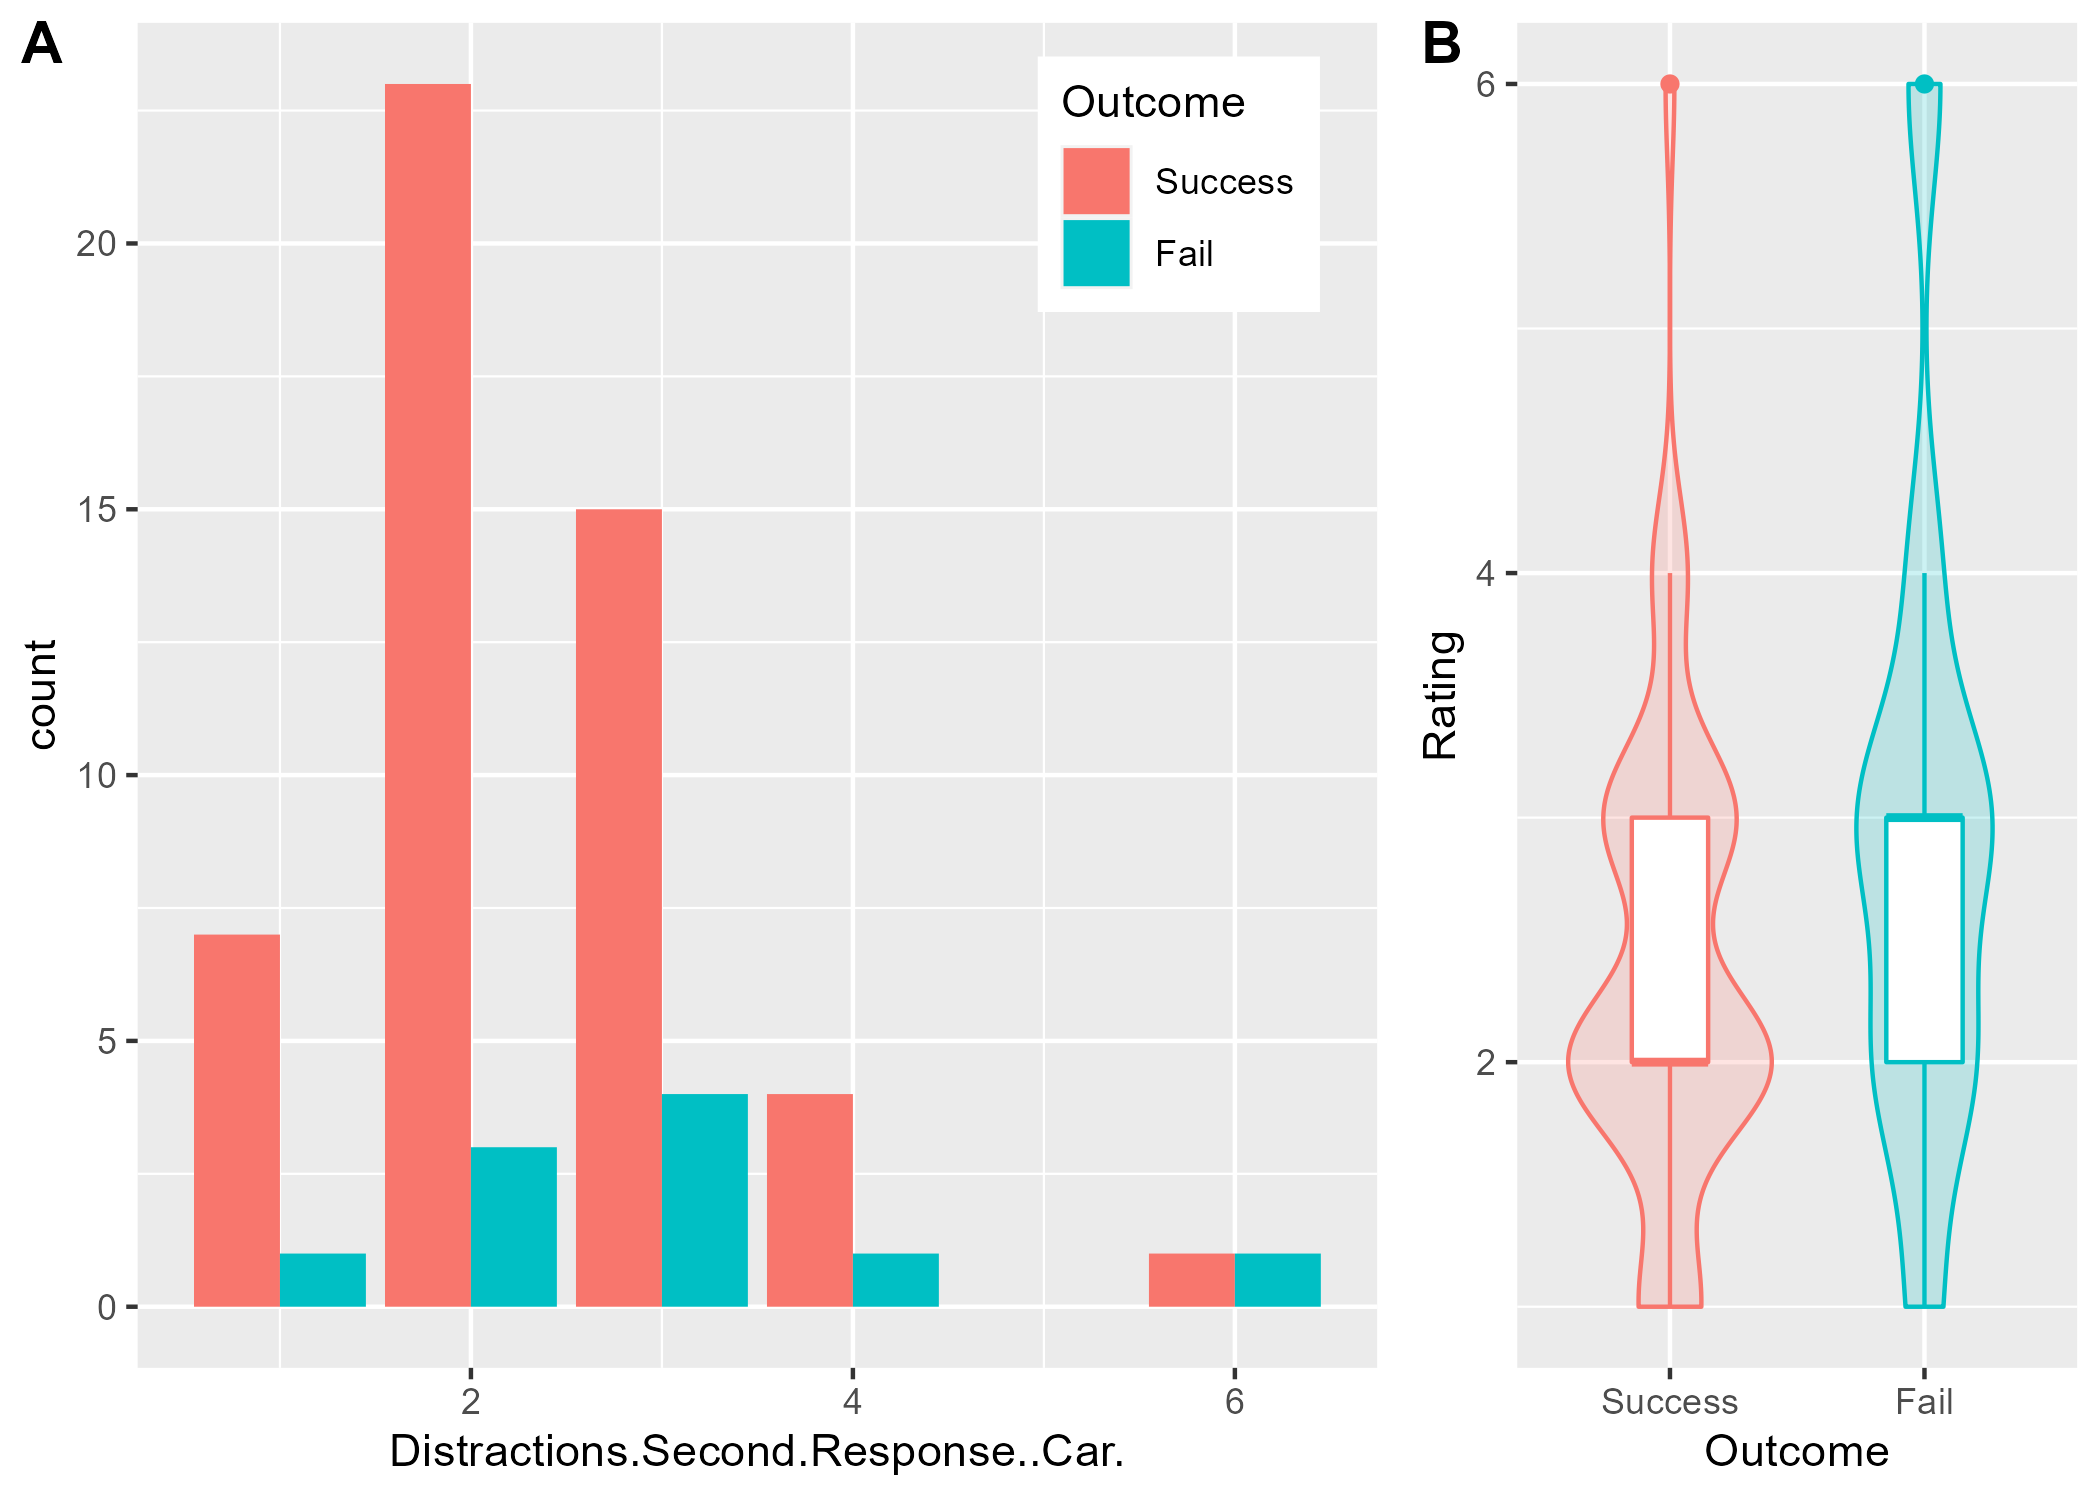 A
Outcome
Success
Fail
20
15
10
5
0
count
2 4 6
Distractions.Second.Response..Car.
B
6
4
2
Rating
Success Fail
Outcome